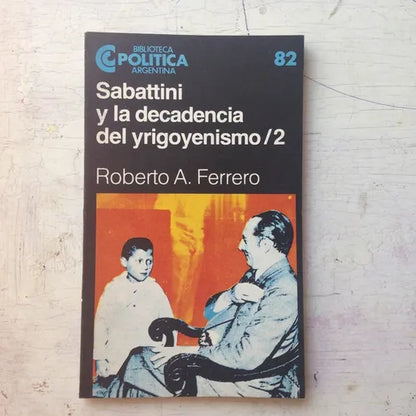 BIBLIOTECA
POLITICA
ARGENTINA
82
Sabattini
y la decadencia
del yrigoyenismo/2
Roberto A. Ferrero